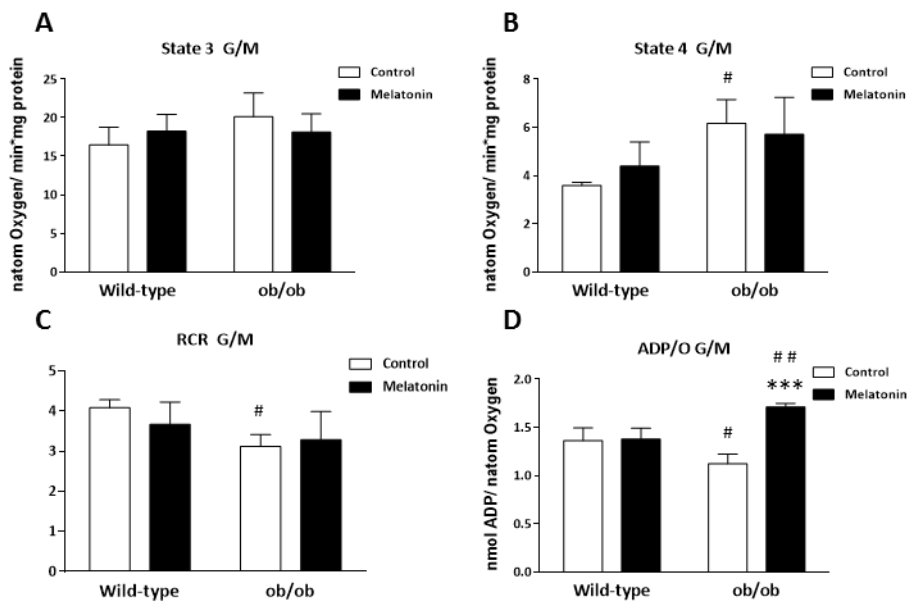 A
State 3 G/M
Control
Melatonin
natom Oxygen/ min*mg protein
25
20
15
10
5
0
Wild-type
ob/ob
B
State 4 G/M
Control
Melatonin
natom Oxygen/ min*mg protein
8
6
4
2
0
#
Wild-type
ob/ob
C
RCR G/M
Control
Melatonin
5
4
3
2
1
0
#
Wild-type
ob/ob
D
ADP/O G/M
Control
Melatonin
nmol ADP/ natom Oxygen
2.0
1.5
1.0
0.5
0.0
#
# #
***
Wild-type
ob/ob